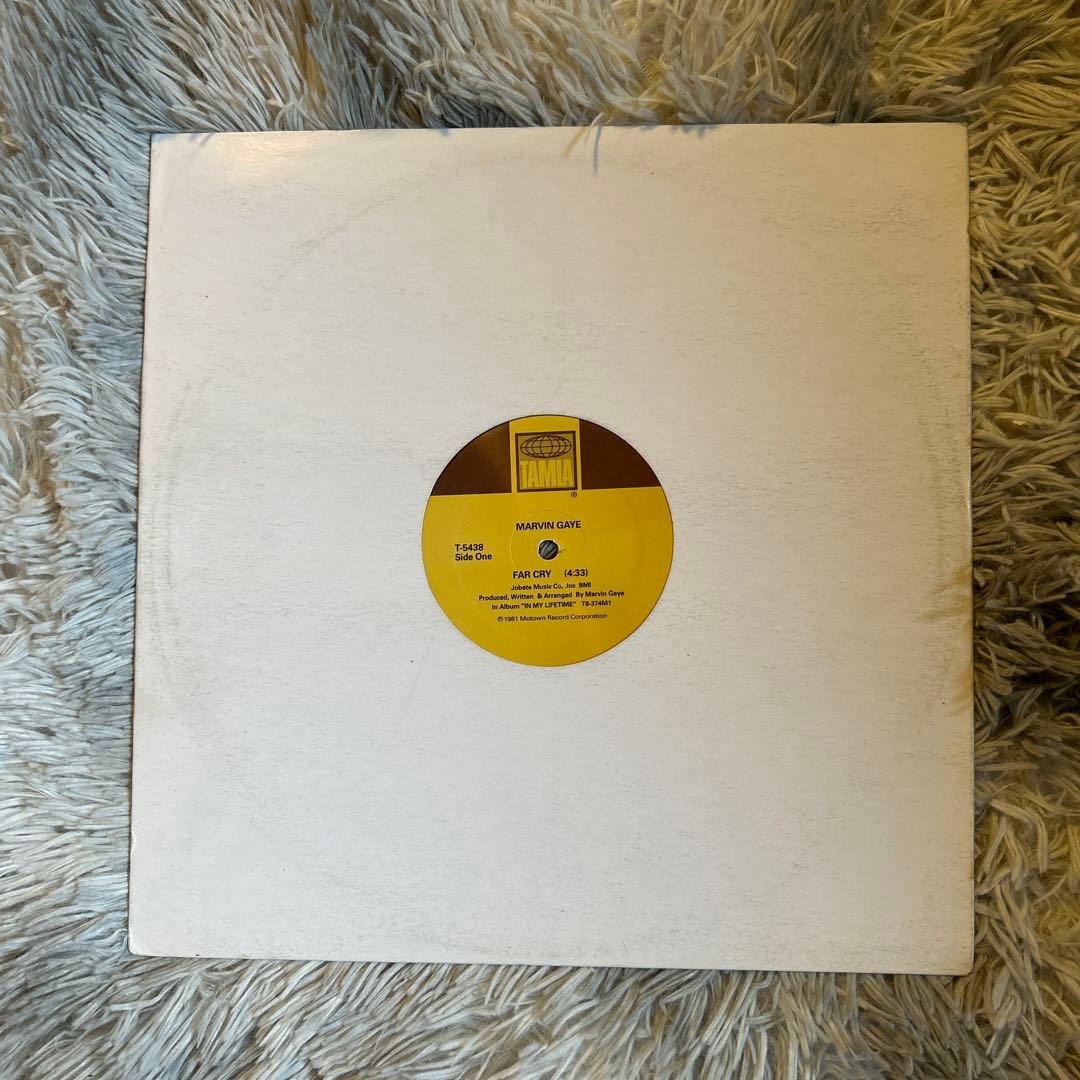 TAMLA
®
MARVIN GAYE
T-5438
Side One
FAR CRY (4:33)
Jobete Music Co., Inc BMI
Produced, Written & Arranged By Marvin Gaye
In Album "IN MY LIFETIME" T8-374M1
℗ 1981 Motown Record Corporation